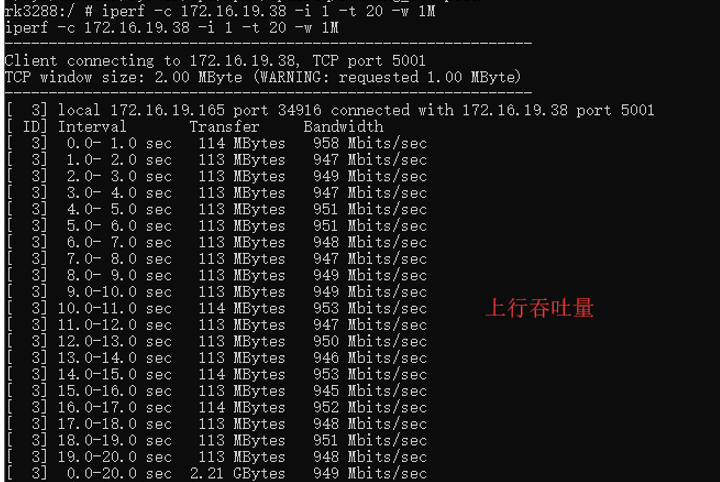 rk3288:/ # iperf -c 172.16.19.38 -i 1 -t 20 -w 1M
iperf -c 172.16.19.38 -i 1 -t 20 -w 1M
------------------------------------------------------------
Client connecting to 172.16.19.38, TCP port 5001
TCP window size: 2.00 MByte (WARNING: requested 1.00 MByte)
------------------------------------------------------------
[  3] local 172.16.19.165 port 34916 connected with 172.16.19.38 port 5001
[ ID] Interval       Transfer     Bandwidth
[  3]  0.0- 1.0 sec   114 MBytes   958 Mbits/sec
[  3]  1.0- 2.0 sec   113 MBytes   947 Mbits/sec
[  3]  2.0- 3.0 sec   113 MBytes   949 Mbits/sec
[  3]  3.0- 4.0 sec   113 MBytes   947 Mbits/sec
[  3]  4.0- 5.0 sec   113 MBytes   951 Mbits/sec
[  3]  5.0- 6.0 sec   113 MBytes   951 Mbits/sec
[  3]  6.0- 7.0 sec   113 MBytes   948 Mbits/sec
[  3]  7.0- 8.0 sec   113 MBytes   947 Mbits/sec
[  3]  8.0- 9.0 sec   113 MBytes   949 Mbits/sec
[  3]  9.0-10.0 sec   113 MBytes   949 Mbits/sec
[  3] 10.0-11.0 sec   114 MBytes   953 Mbits/sec
上行吞吐量
[  3] 11.0-12.0 sec   113 MBytes   947 Mbits/sec
[  3] 12.0-13.0 sec   113 MBytes   950 Mbits/sec
[  3] 13.0-14.0 sec   113 MBytes   946 Mbits/sec
[  3] 14.0-15.0 sec   114 MBytes   953 Mbits/sec
[  3] 15.0-16.0 sec   113 MBytes   945 Mbits/sec
[  3] 16.0-17.0 sec   114 MBytes   952 Mbits/sec
[  3] 17.0-18.0 sec   113 MBytes   948 Mbits/sec
[  3] 18.0-19.0 sec   113 MBytes   951 Mbits/sec
[  3] 19.0-20.0 sec   113 MBytes   948 Mbits/sec
[  3]  0.0-20.0 sec  2.21 GBytes   949 Mbits/sec